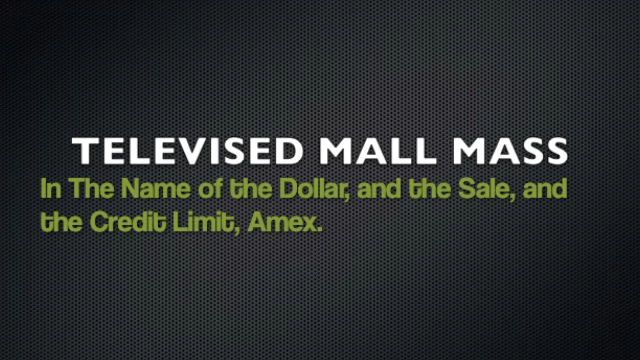 TELEVISED MALL MASS
In The Name of the Dollar, and the Sale, and
the Credit Limit, Amex.